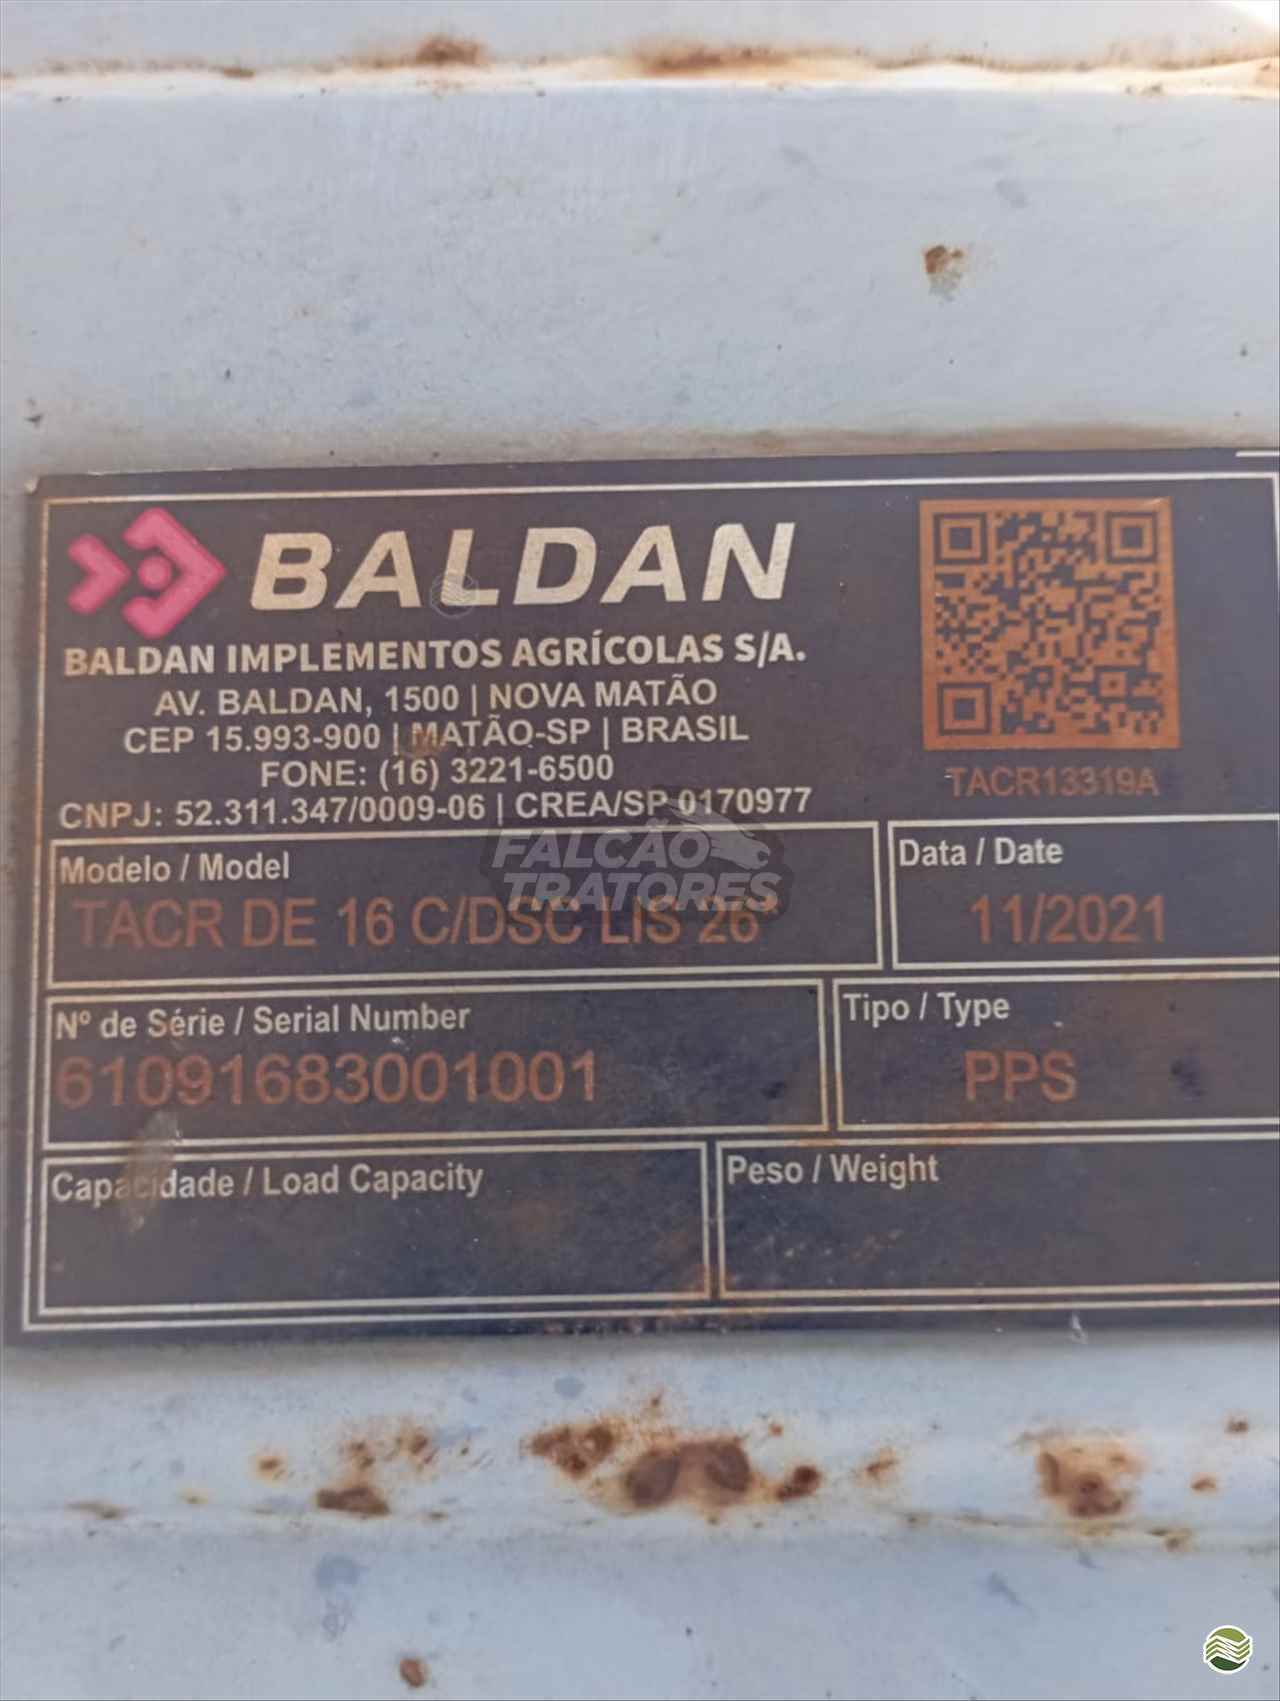 BALDAN
BALDAN IMPLEMENTOS AGRÍCOLAS S/A.
AV. BALDAN, 1500 | NOVA MATÃO
CEP 15.993-900 | MATÃO-SP | BRASIL
FONE: (16) 3221-6500
CNPJ: 52.311.347/0009-06 | CREA/SP 0170977
TACR13319A
FALCÃO
TRATORES
Modelo / Model
TACR DE 16 C/DSC LIS 26"
Data / Date
11/2021
Nº de Série / Serial Number
61091683001001
Tipo / Type
PPS
Capacidade / Load Capacity
Peso / Weight